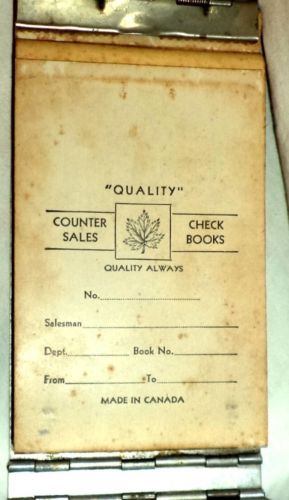 "QUALITY"
COUNTER SALES
CHECK BOOKS
QUALITY ALWAYS
No.
Salesman
Dept. Book No.
From To
MADE IN CANADA